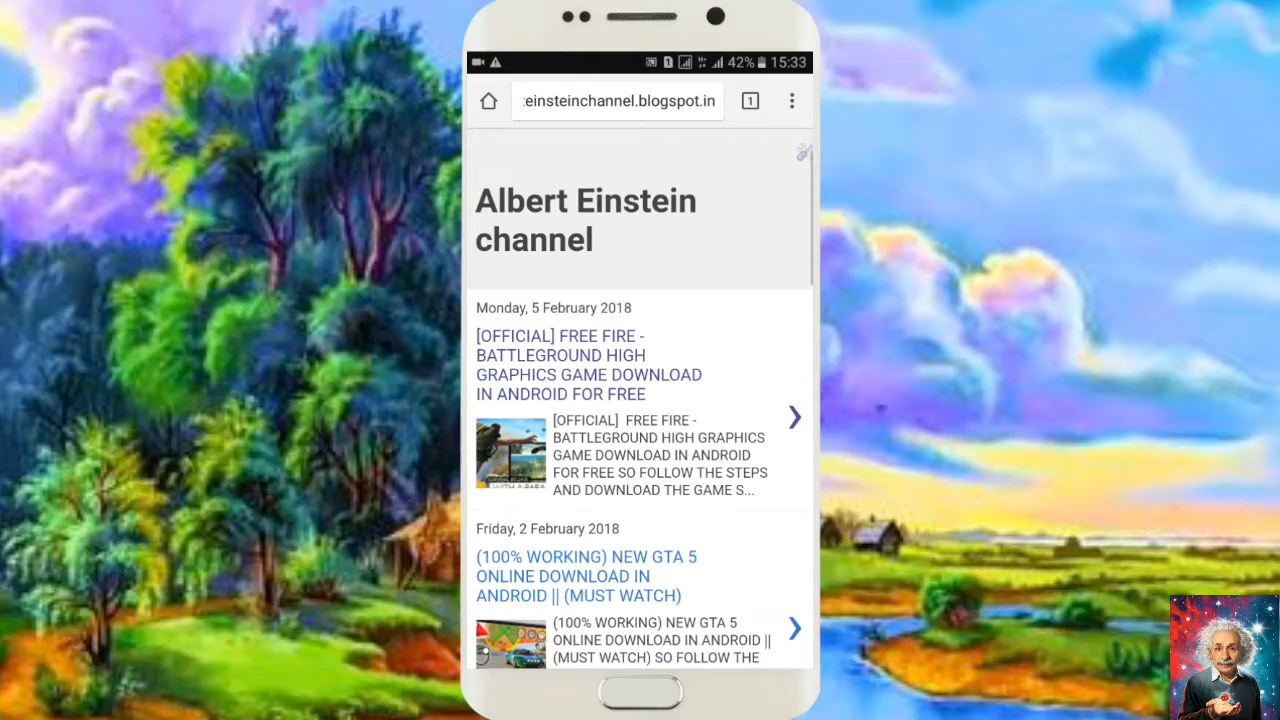 42% 15:33
:einsteinchannel.blogspot.in
1
Albert Einstein
channel
Monday, 5 February 2018
[OFFICIAL] FREE FIRE -
BATTLEGROUND HIGH
GRAPHICS GAME DOWNLOAD
IN ANDROID FOR FREE
[OFFICIAL]  FREE FIRE -
BATTLEGROUND HIGH GRAPHICS
GAME DOWNLOAD IN ANDROID
FOR FREE SO FOLLOW THE STEPS
AND DOWNLOAD THE GAME S...
Friday, 2 February 2018
(100% WORKING) NEW GTA 5
ONLINE DOWNLOAD IN
ANDROID || (MUST WATCH)
(100% WORKING) NEW GTA 5
ONLINE DOWNLOAD IN ANDROID ||
(MUST WATCH) SO FOLLOW THE